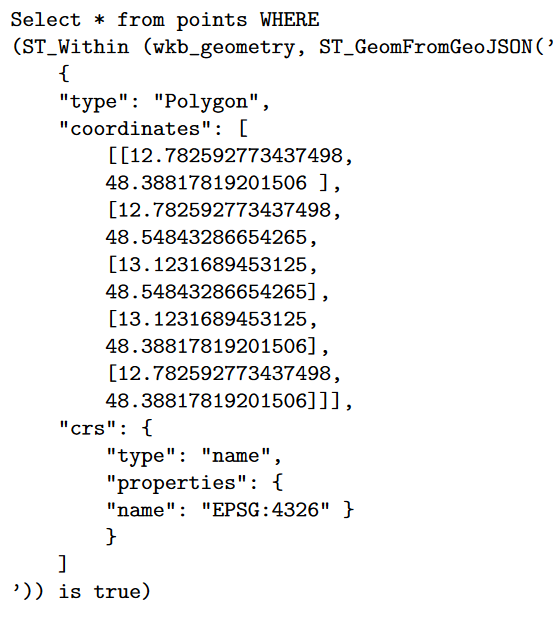 Select * from points WHERE
(ST_Within (wkb_geometry, ST_GeomFromGeoJSON(’
{
"type": "Polygon",
"coordinates": [
[[12.782592773437498,
48.38817819201506 ],
[12.782592773437498,
48.54843286654265,
[13.1231689453125,
48.54843286654265],
[13.1231689453125,
48.38817819201506],
[12.782592773437498,
48.38817819201506]]],
"crs": {
"type": "name",
"properties": {
"name": "EPSG:4326" }
}
]
’)) is true)